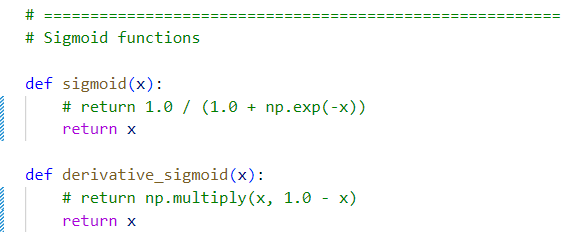 # ========================================================
# Sigmoid functions
def sigmoid(x):
    # return 1.0 / (1.0 + np.exp(-x))
    return x
def derivative_sigmoid(x):
    # return np.multiply(x, 1.0 - x)
    return x